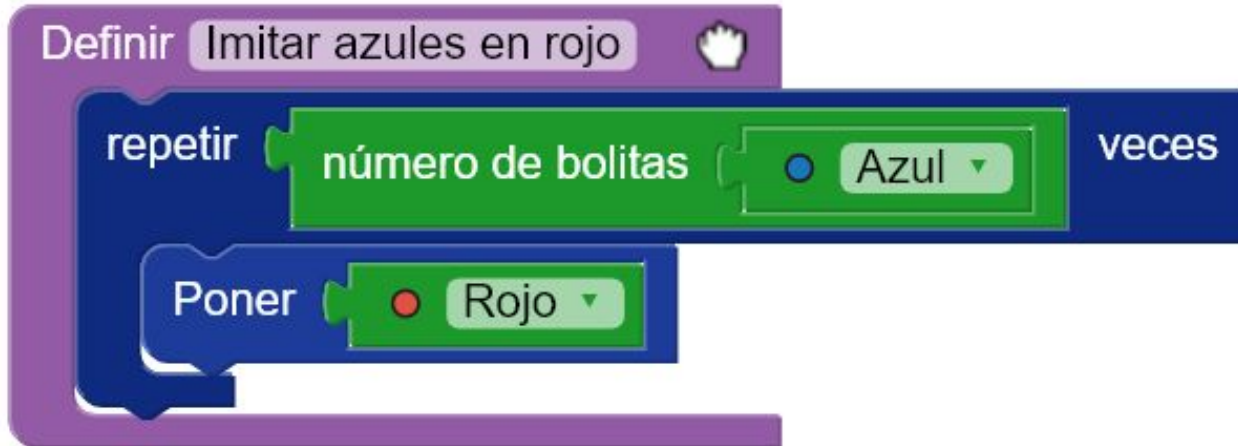 Definir Imitar azules en rojo
repetir número de bolitas Azul veces
Poner Rojo